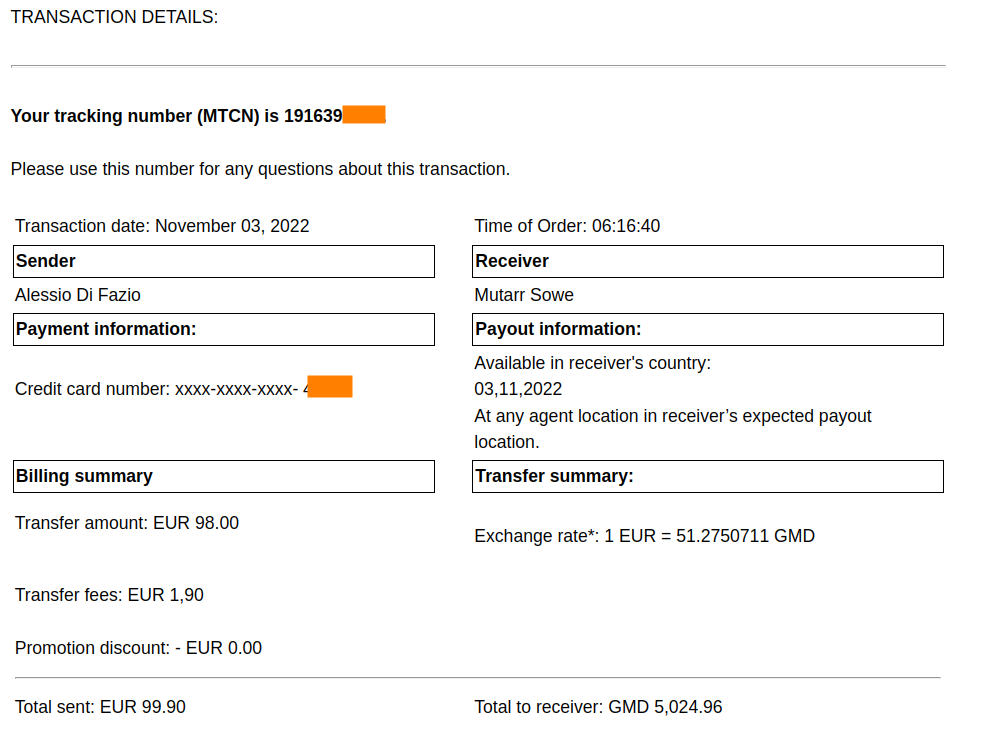 TRANSACTION DETAILS:
Your tracking number (MTCN) is 191639
Please use this number for any questions about this transaction.
Transaction date: November 03, 2022
Time of Order: 06:16:40
Sender
Receiver
Alessio Di Fazio
Mutarr Sowe
Payment information:
Payout information:
Credit card number: xxxx-xxxx-xxxx-
Available in receiver's country:
03,11,2022
At any agent location in receiver’s expected payout
location.
Billing summary
Transfer summary:
Transfer amount: EUR 98.00
Exchange rate*: 1 EUR = 51.2750711 GMD
Transfer fees: EUR 1,90
Promotion discount: - EUR 0.00
Total sent: EUR 99.90
Total to receiver: GMD 5,024.96